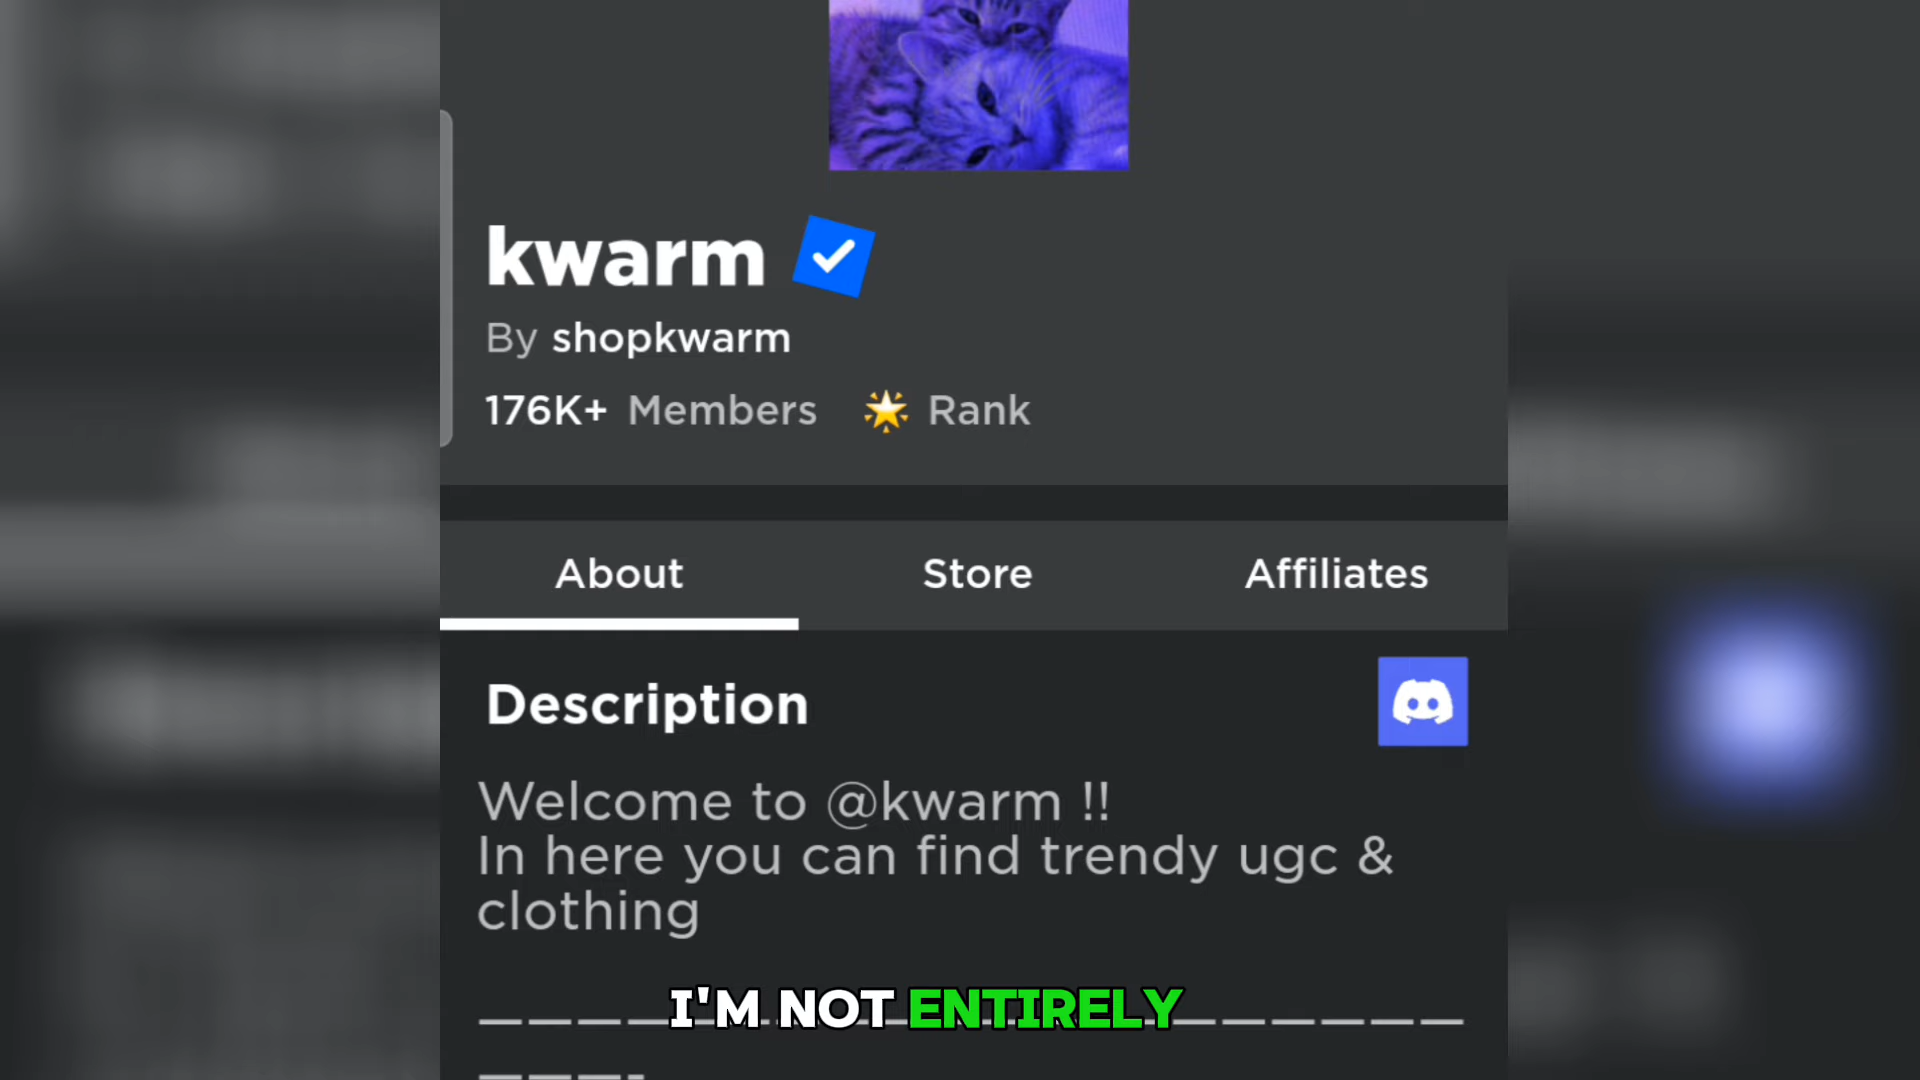 kwarm
By shopkwarm
176K+ Members 🌟 Rank
About Store Affiliates
Description
Welcome to @kwarm !!
In here you can find trendy ugc &
clothing
I'M NOT ENTIRELY